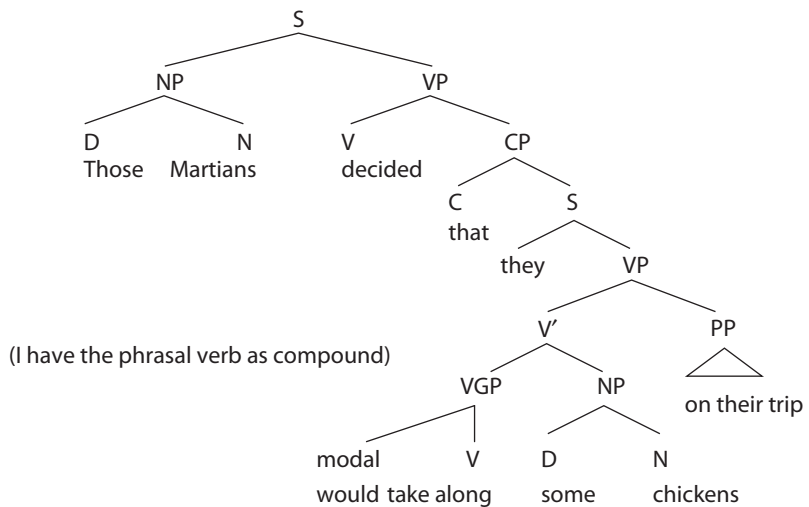 S
NP VP
D N V CP
Those Martians decided C S
that
they VP
V′ PP
(I have the phrasal verb as compound)
VGP NP
on their trip
modal V D N
would take along some chickens